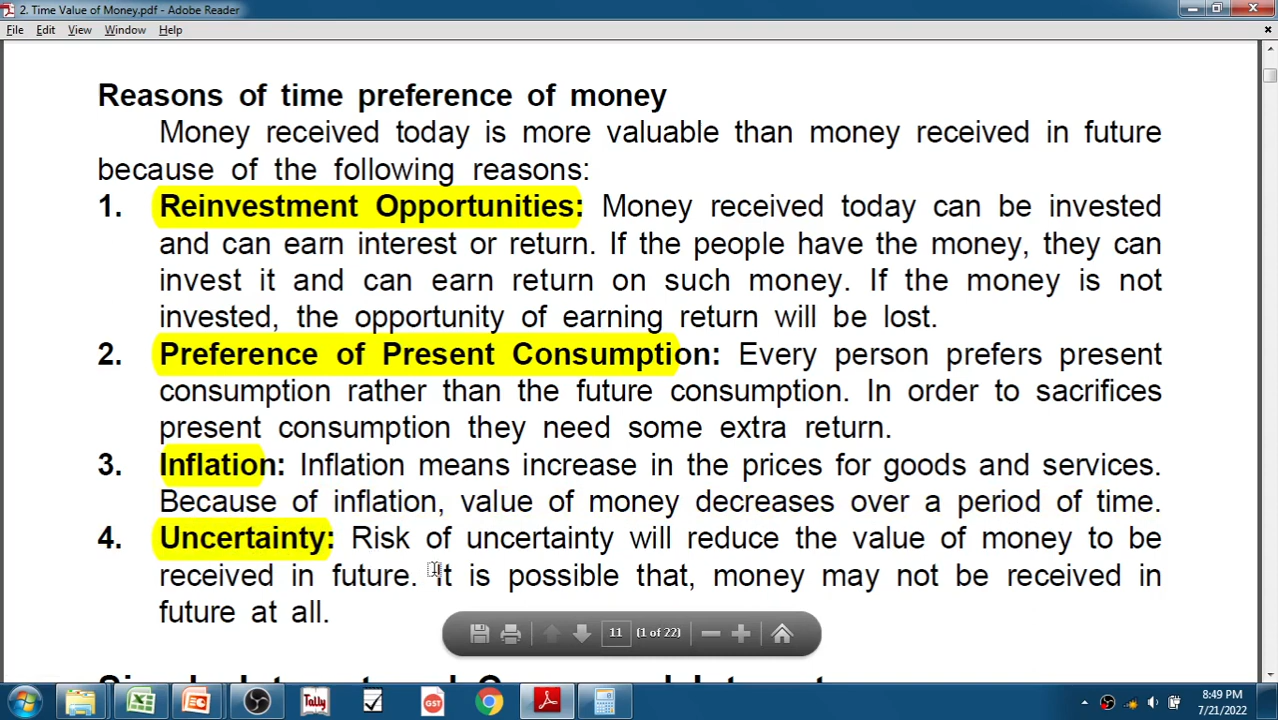 2. Time Value of Money.pdf - Adobe Reader
File Edit View Window Help
Reasons of time preference of money
Money received today is more valuable than money received in future
because of the following reasons:
1. Reinvestment Opportunities: Money received today can be invested
and can earn interest or return. If the people have the money, they can
invest it and can earn return on such money. If the money is not
invested, the opportunity of earning return will be lost.
2. Preference of Present Consumption: Every person prefers present
consumption rather than the future consumption. In order to sacrifices
present consumption they need some extra return.
3. Inflation: Inflation means increase in the prices for goods and services.
Because of inflation, value of money decreases over a period of time.
4. Uncertainty: Risk of uncertainty will reduce the value of money to be
received in future. It is possible that, money may not be received in
future at all.
11 (1 of 22)
Tally
GST
8:49 PM
7/21/2022